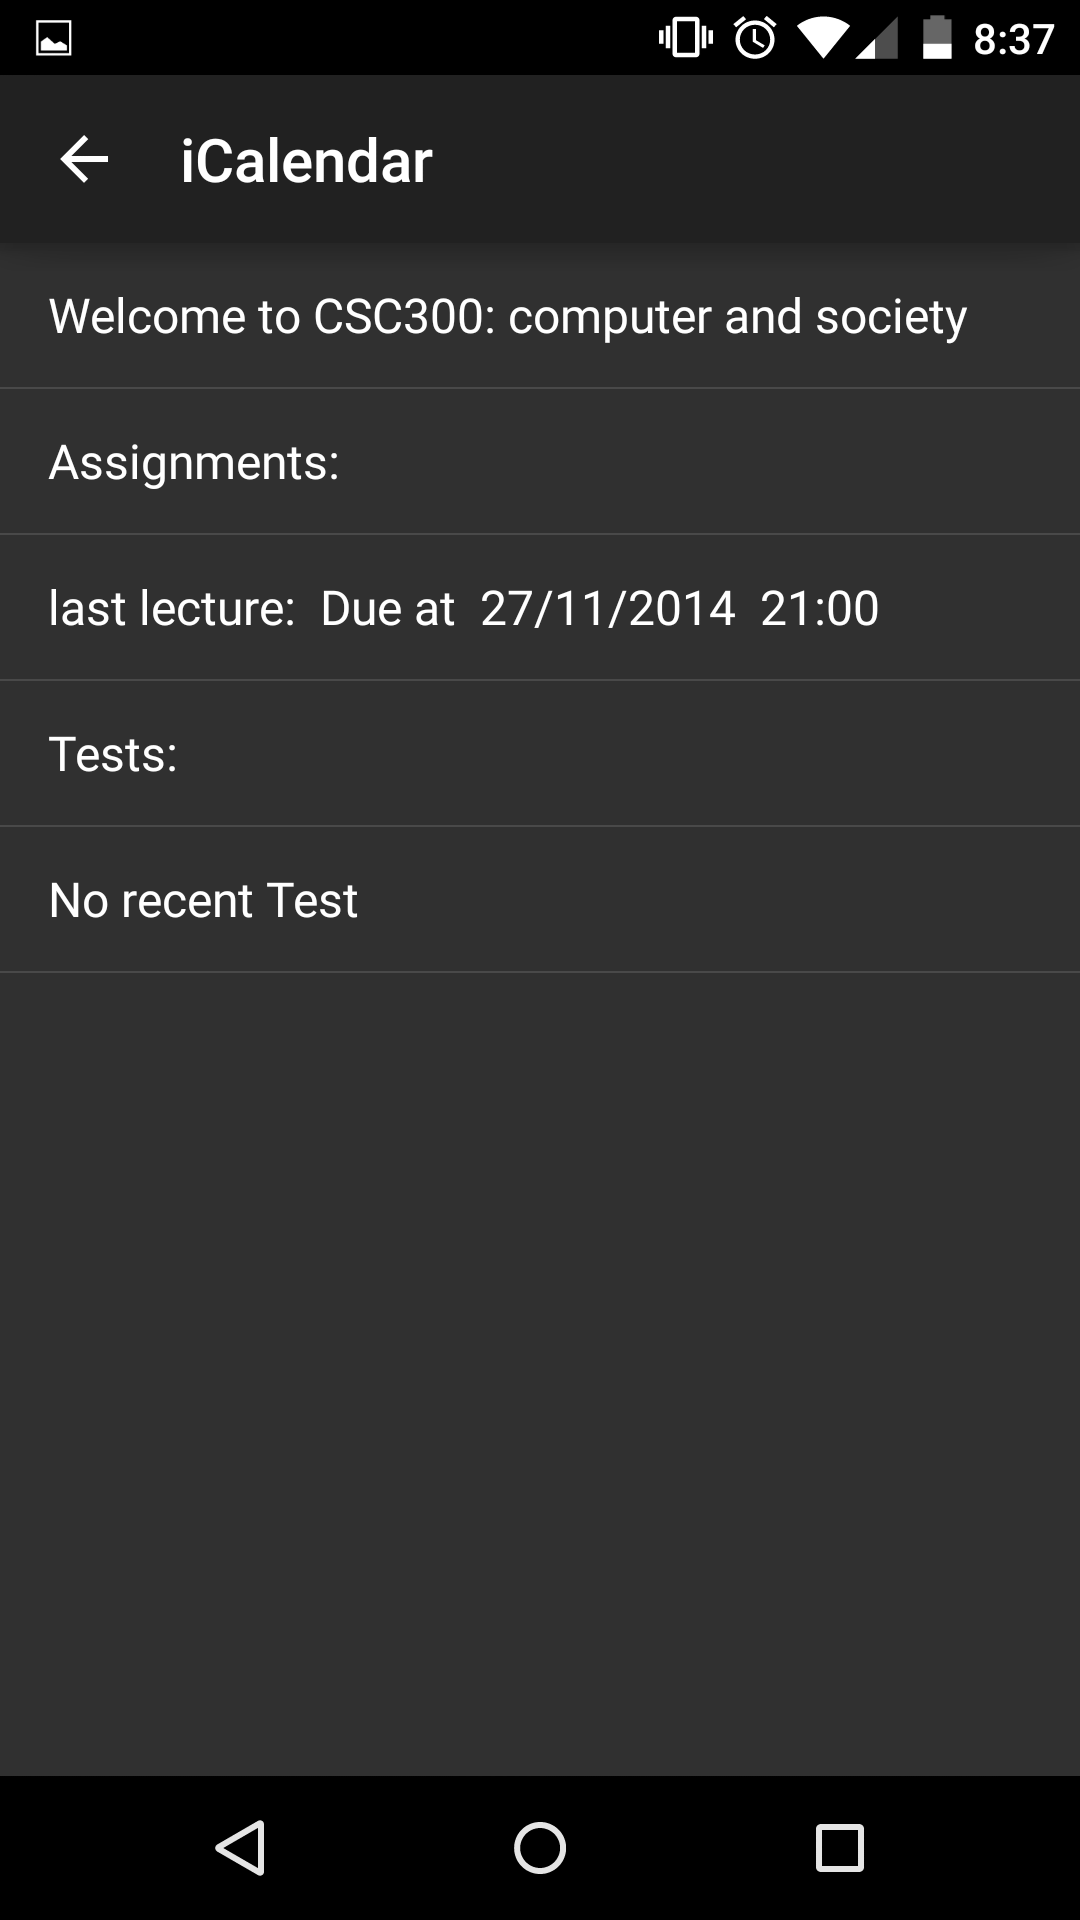 8:37
iCalendar
Welcome to CSC300: computer and society
Assignments:
last lecture:  Due at  27/11/2014  21:00
Tests:
No recent Test